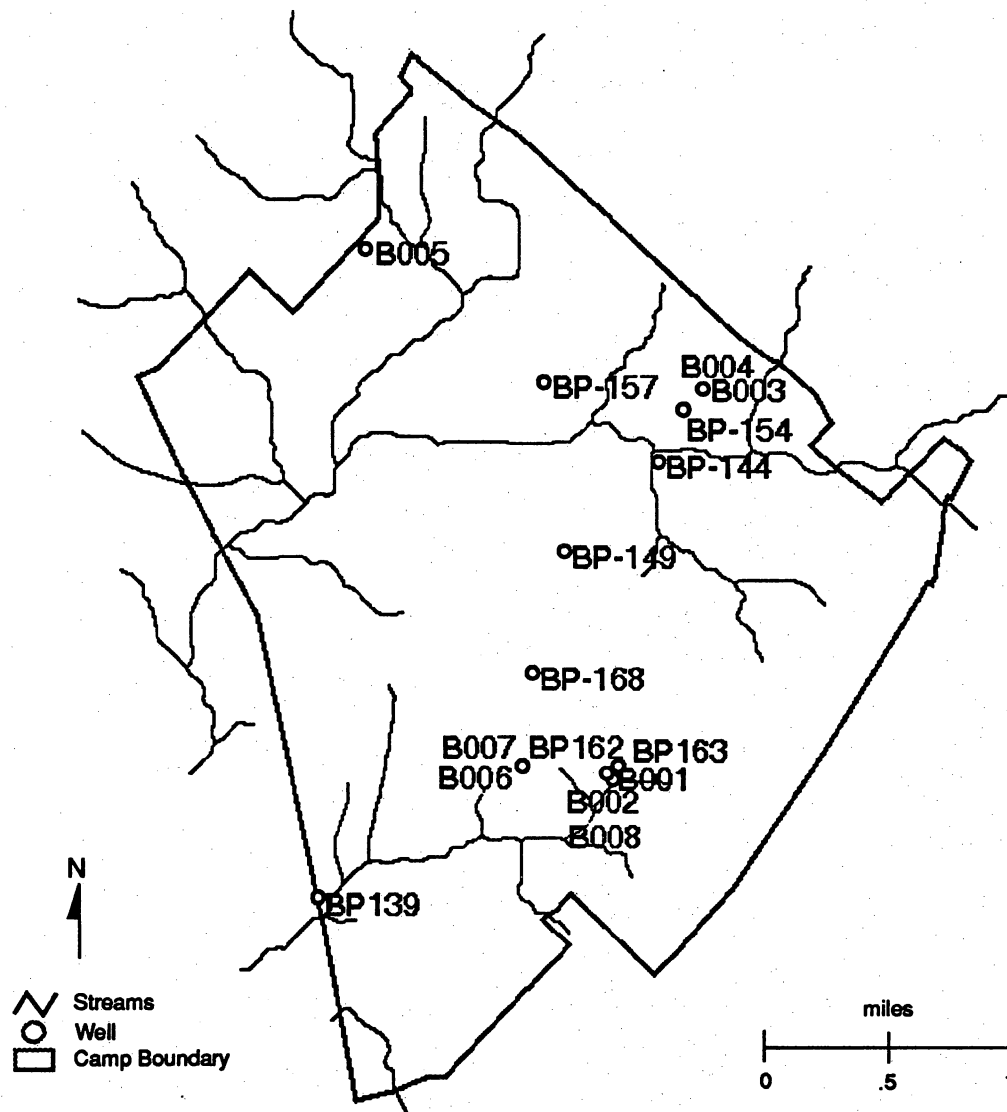 B005
B004
BP-157
B003
BP-154
BP-144
BP-149
BP-168
B007 BP162 BP163
B006 B001
B002
B008
N
BP139
Streams
Well
Camp Boundary
miles
0 .5